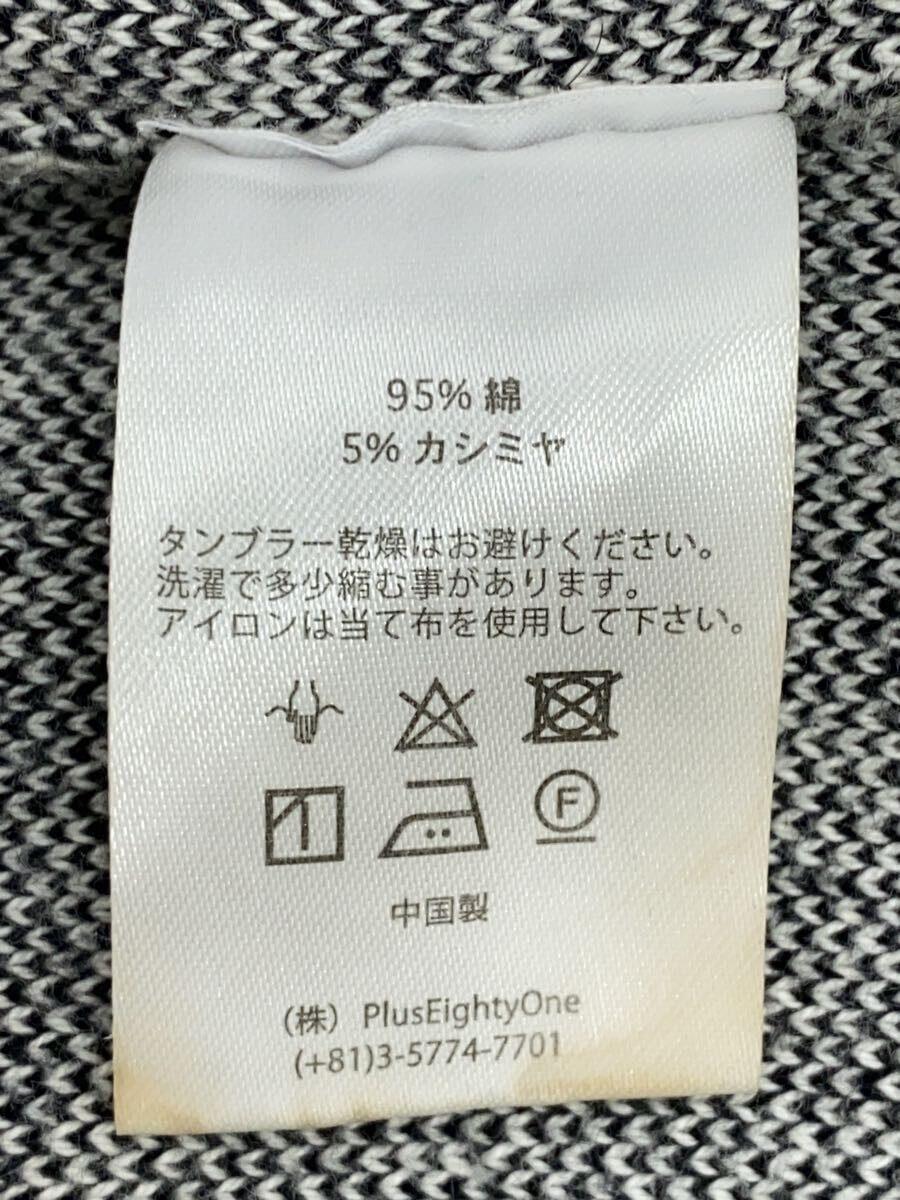 95% 綿
5% カシミヤ
タンブラー乾燥はお避けください。
洗濯で多少縮む事があります。
アイロンは当て布を使用して下さい。
F
中国製
（株） PlusEightyOne
(+81)3-5774-7701